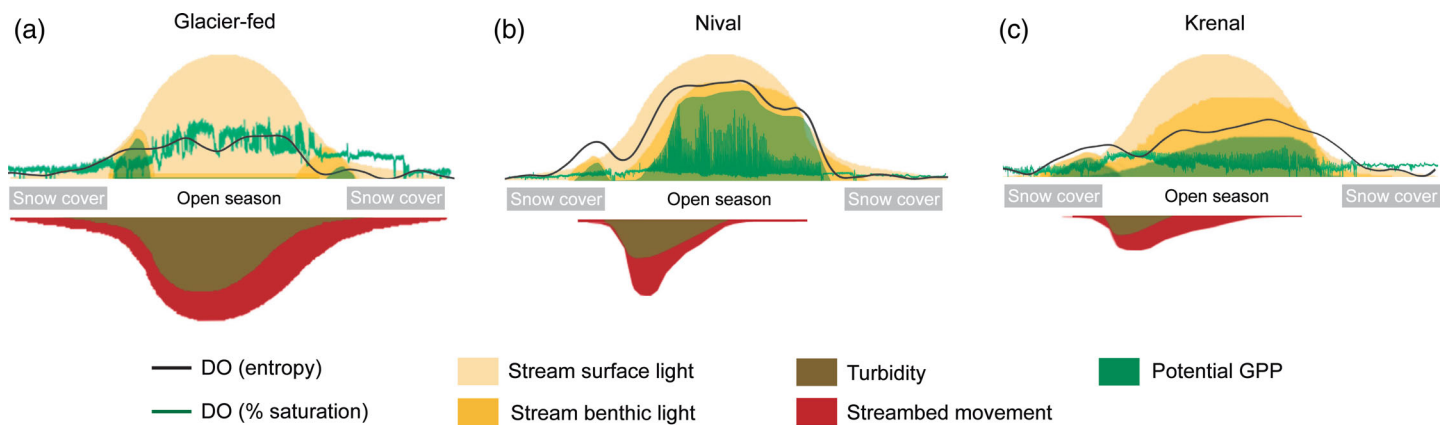 (a) Glacier-fed
(b) Nival
(c) Krenal
Snow cover Open season Snow cover
Snow cover Open season Snow cover
Snow cover Open season Snow cover
DO (entropy) Stream surface light Turbidity Potential GPP
DO (% saturation) Stream benthic light Streambed movement